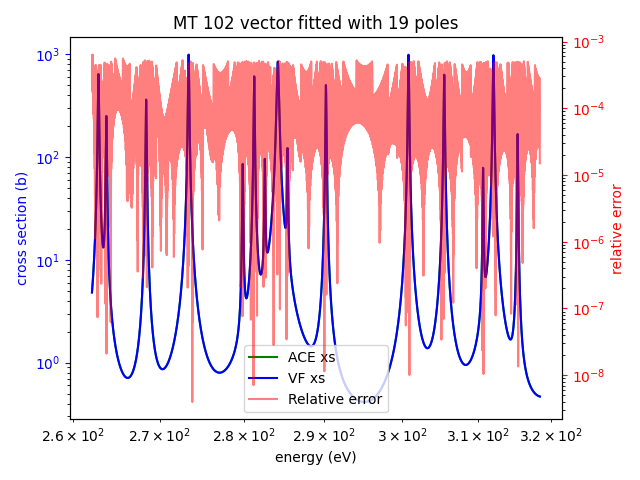 MT 102 vector fitted with 19 poles
10³
10²
10¹
10⁰
cross section (b)
10⁻³
10⁻⁴
10⁻⁵
10⁻⁶
10⁻⁷
10⁻⁸
relative error
ACE xs
VF xs
Relative error
2.6 × 10² 2.7 × 10² 2.8 × 10² 2.9 × 10² 3 × 10² 3.1 × 10² 3.2 × 10²
energy (eV)